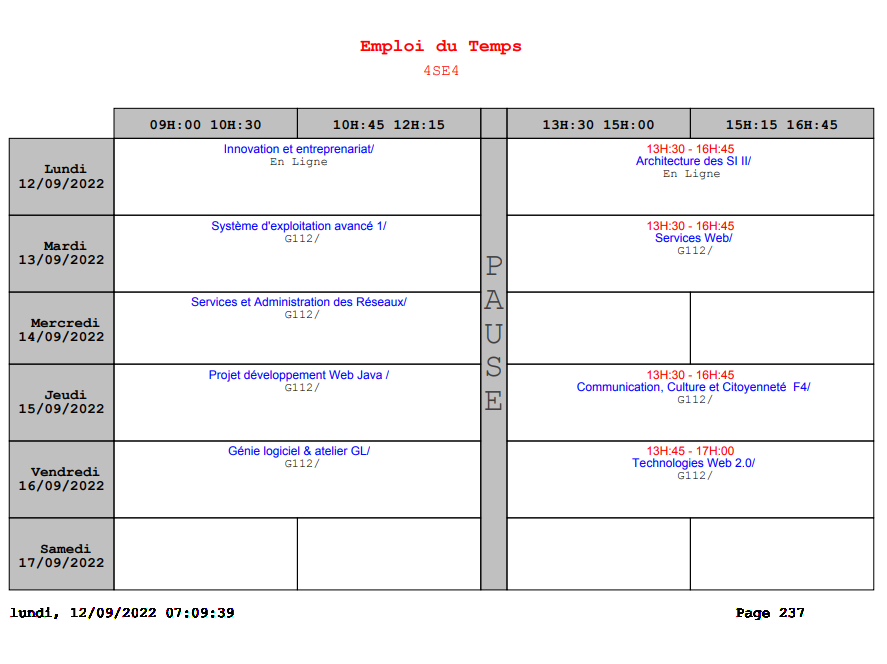 Emploi du Temps
4SE4
09H:00 10H:30 10H:45 12H:15 13H:30 15H:00 15H:15 16H:45
Lundi
12/09/2022
Innovation et entreprenariat/
En Ligne
13H:30 - 16H:45
Architecture des SI II/
En Ligne
Mardi
13/09/2022
Système d'exploitation avancé 1/
G112/
13H:30 - 16H:45
Services Web/
G112/
PAUSE
Mercredi
14/09/2022
Services et Administration des Réseaux/
G112/
Jeudi
15/09/2022
Projet développement Web Java /
G112/
13H:30 - 16H:45
Communication, Culture et Citoyenneté  F4/
G112/
Vendredi
16/09/2022
Génie logiciel & atelier GL/
G112/
13H:45 - 17H:00
Technologies Web 2.0/
G112/
Samedi
17/09/2022
lundi, 12/09/2022 07:09:39
Page 237